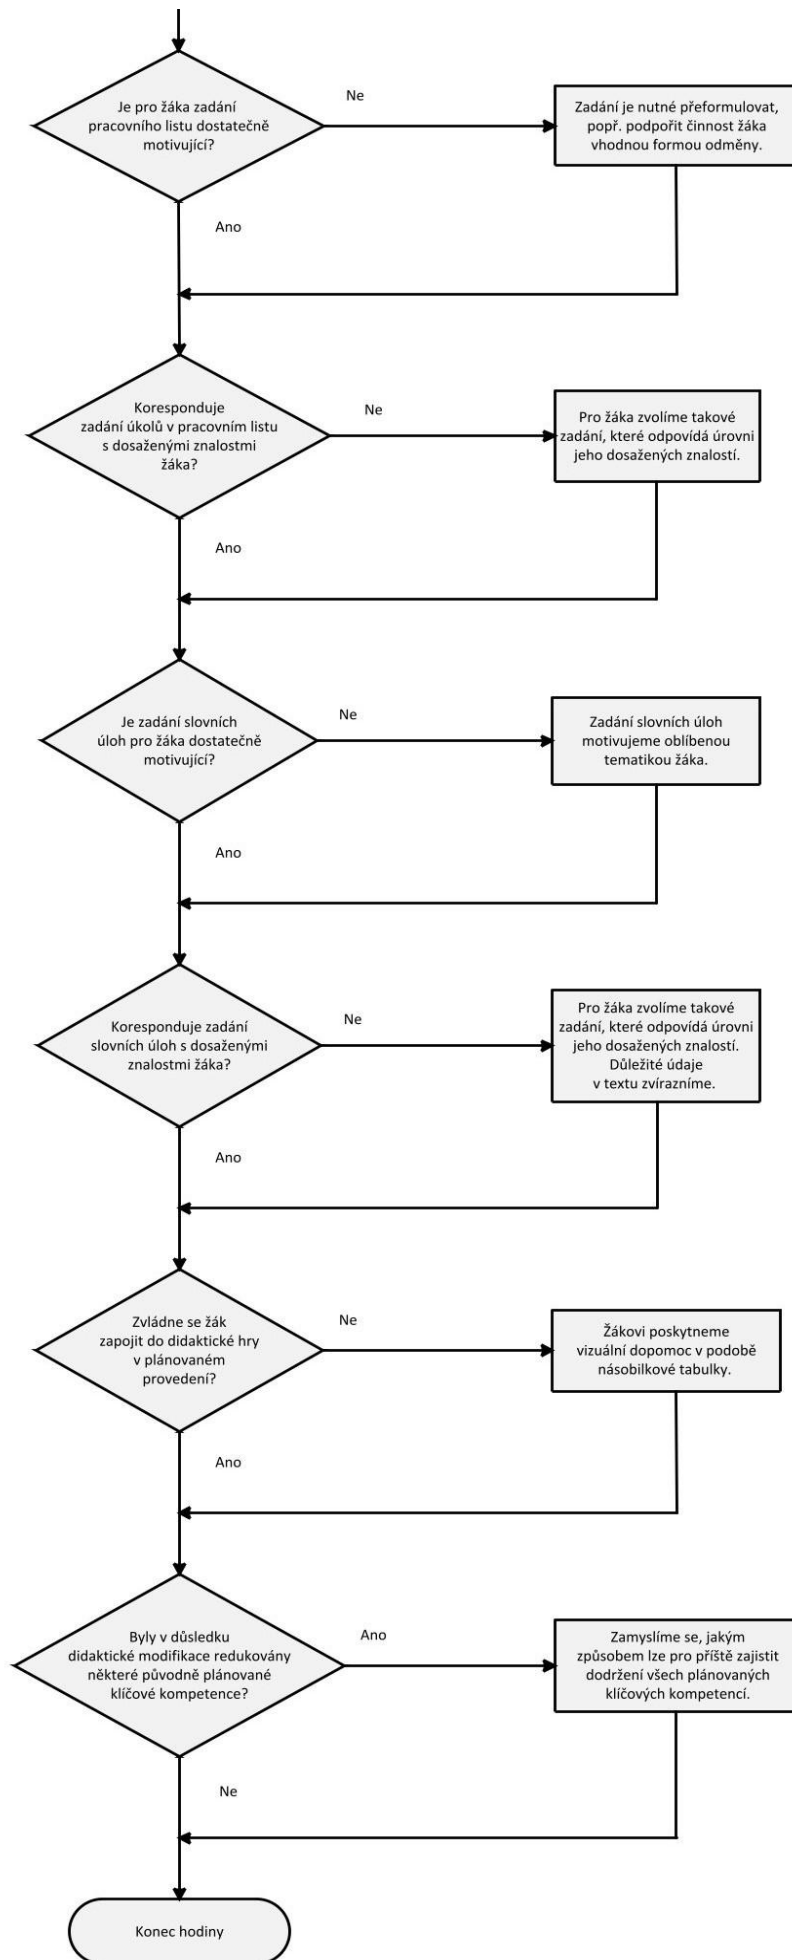 Je pro žáka zadání
pracovního listu dostatečně
motivující?
Ne
Zadání je nutné přeformulovat,
popř. podpořit činnost žáka
vhodnou formou odměny.
Ano
Koresponduje
zadání úkolů v pracovním listu
s dosaženými znalostmi
žáka?
Ne
Pro žáka zvolíme takové
zadání, které odpovídá úrovni
jeho dosažených znalostí.
Ano
Je zadání slovních
úloh pro žáka dostatečně
motivující?
Ne
Zadání slovních úloh
motivujeme oblíbenou
tematikou žáka.
Ano
Koresponduje zadání
slovních úloh s dosaženými
znalostmi žáka?
Ne
Pro žáka zvolíme takové
zadání, které odpovídá úrovni
jeho dosažených znalostí.
Důležité údaje
v textu zvírazníme.
Ano
Zvládne se žák
zapojit do didaktické hry
v plánovaném
provedení?
Ne
Žákovi poskytneme
vizuální dopomoc v podobě
násobilkové tabulky.
Ano
Byly v důsledku
didaktické modifikace redukovány
některé původně plánované
klíčové kompetence?
Ano
Zamyslíme se, jakým
způsobem lze pro příště zajistit
dodržení všech plánovaných
klíčových kompetencí.
Ne
Konec hodiny